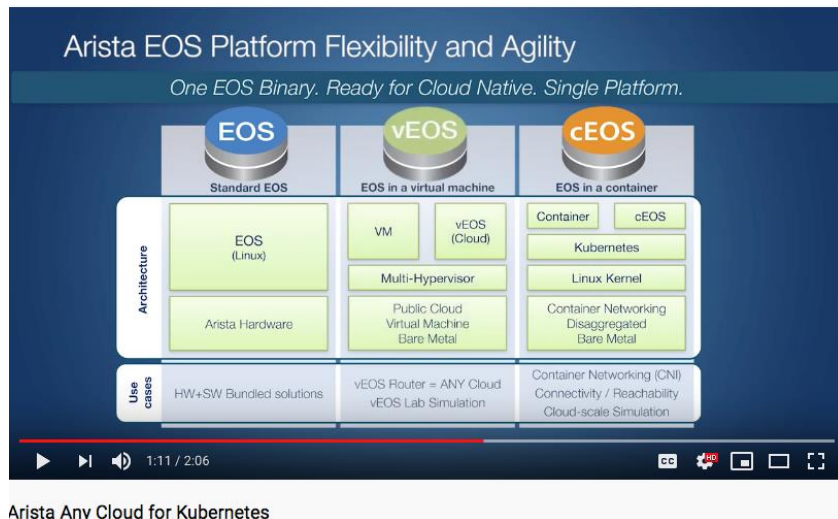 Arista EOS Platform Flexibility and Agility
One EOS Binary. Ready for Cloud Native. Single Platform.
EOS
Standard EOS
vEOS
EOS in a virtual machine
cEOS
EOS in a container
Architecture
EOS
(Linux)
Arista Hardware
VM
vEOS
(Cloud)
Multi-Hypervisor
Public Cloud
Virtual Machine
Bare Metal
Container
cEOS
Kubernetes
Linux Kernel
Container Networking
Disaggregated
Bare Metal
Use
cases
HW+SW Bundled solutions
vEOS Router = ANY Cloud
vEOS Lab Simulation
Container Networking (CNI)
Connectivity / Reachability
Cloud-scale Simulation
1:11 / 2:06
CC
HD
Arista Any Cloud for Kubernetes